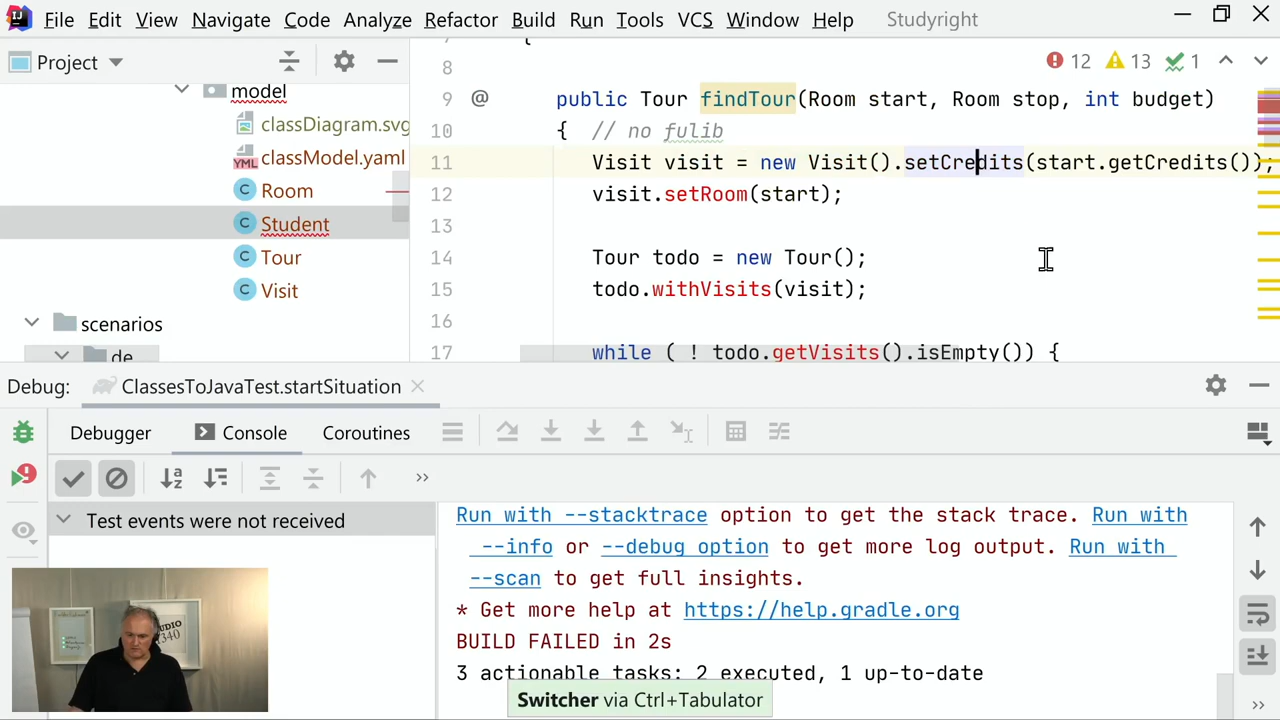 File Edit View Navigate Code Analyze Refactor Build Run Tools VCS Window Help Studyright
Project
model
classDiagram.svg
classModel.yaml
Room
Student
Tour
Visit
scenarios
de
12 13 1
8
9 @ public Tour findTour(Room start, Room stop, int budget)
10 { // no fulib
11 Visit visit = new Visit().setCredits(start.getCredits());
12 visit.setRoom(start);
13
14 Tour todo = new Tour();
15 todo.withVisits(visit);
16
17 while ( ! todo.getVisits().isEmpty()) {
Debug: ClassesToJavaTest.startSituation
Debugger Console Coroutines
Test events were not received
Run with --stacktrace option to get the stack trace. Run with
--info or --debug option to get more log output. Run with
--scan to get full insights.
* Get more help at https://help.gradle.org
BUILD FAILED in 2s
3 actionable tasks: 2 executed, 1 up-to-date
Switcher via Ctrl+Tabulator